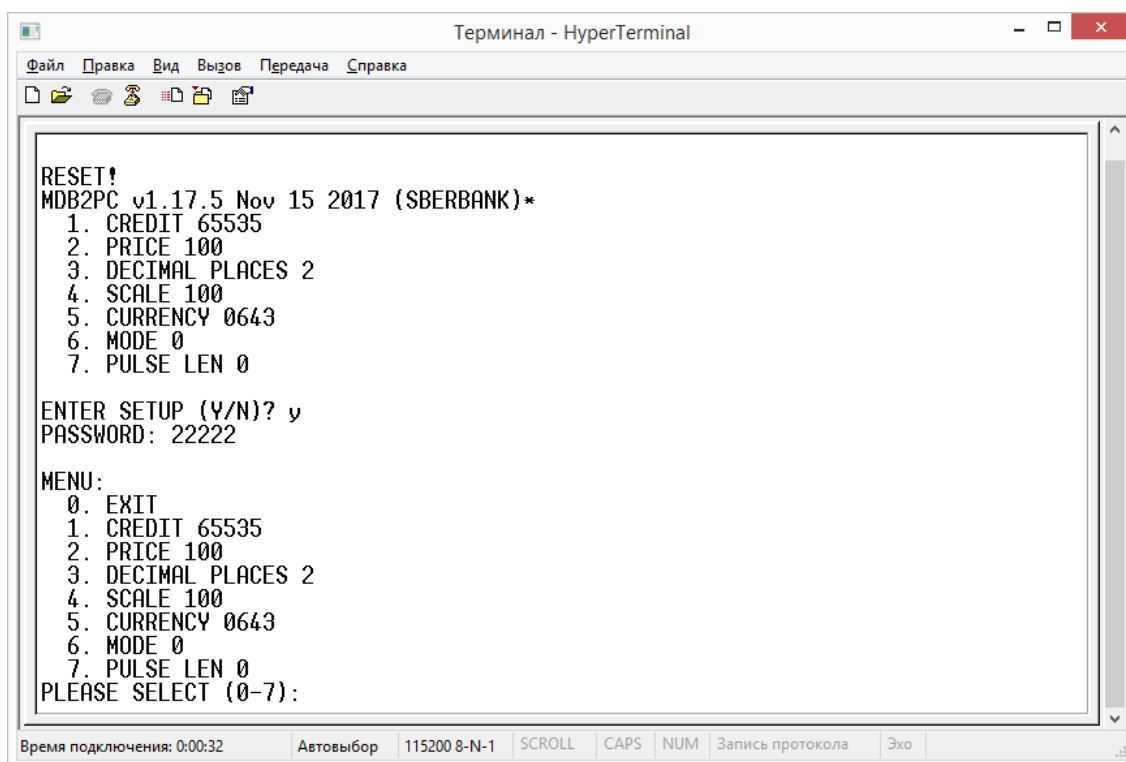 Терминал - HyperTerminal
Файл Правка Вид Вызов Передача Справка
RESET!
MDB2PC v1.17.5 Nov 15 2017 (SBERBANK)*
1. CREDIT 65535
2. PRICE 100
3. DECIMAL PLACES 2
4. SCALE 100
5. CURRENCY 0643
6. MODE 0
7. PULSE LEN 0
ENTER SETUP (Y/N)? y
PASSWORD: 22222
MENU:
0. EXIT
1. CREDIT 65535
2. PRICE 100
3. DECIMAL PLACES 2
4. SCALE 100
5. CURRENCY 0643
6. MODE 0
7. PULSE LEN 0
PLEASE SELECT (0-7):
Время подключения: 0:00:32 Автовыбор 115200 8-N-1 SCROLL CAPS NUM Запись протокола Эхо